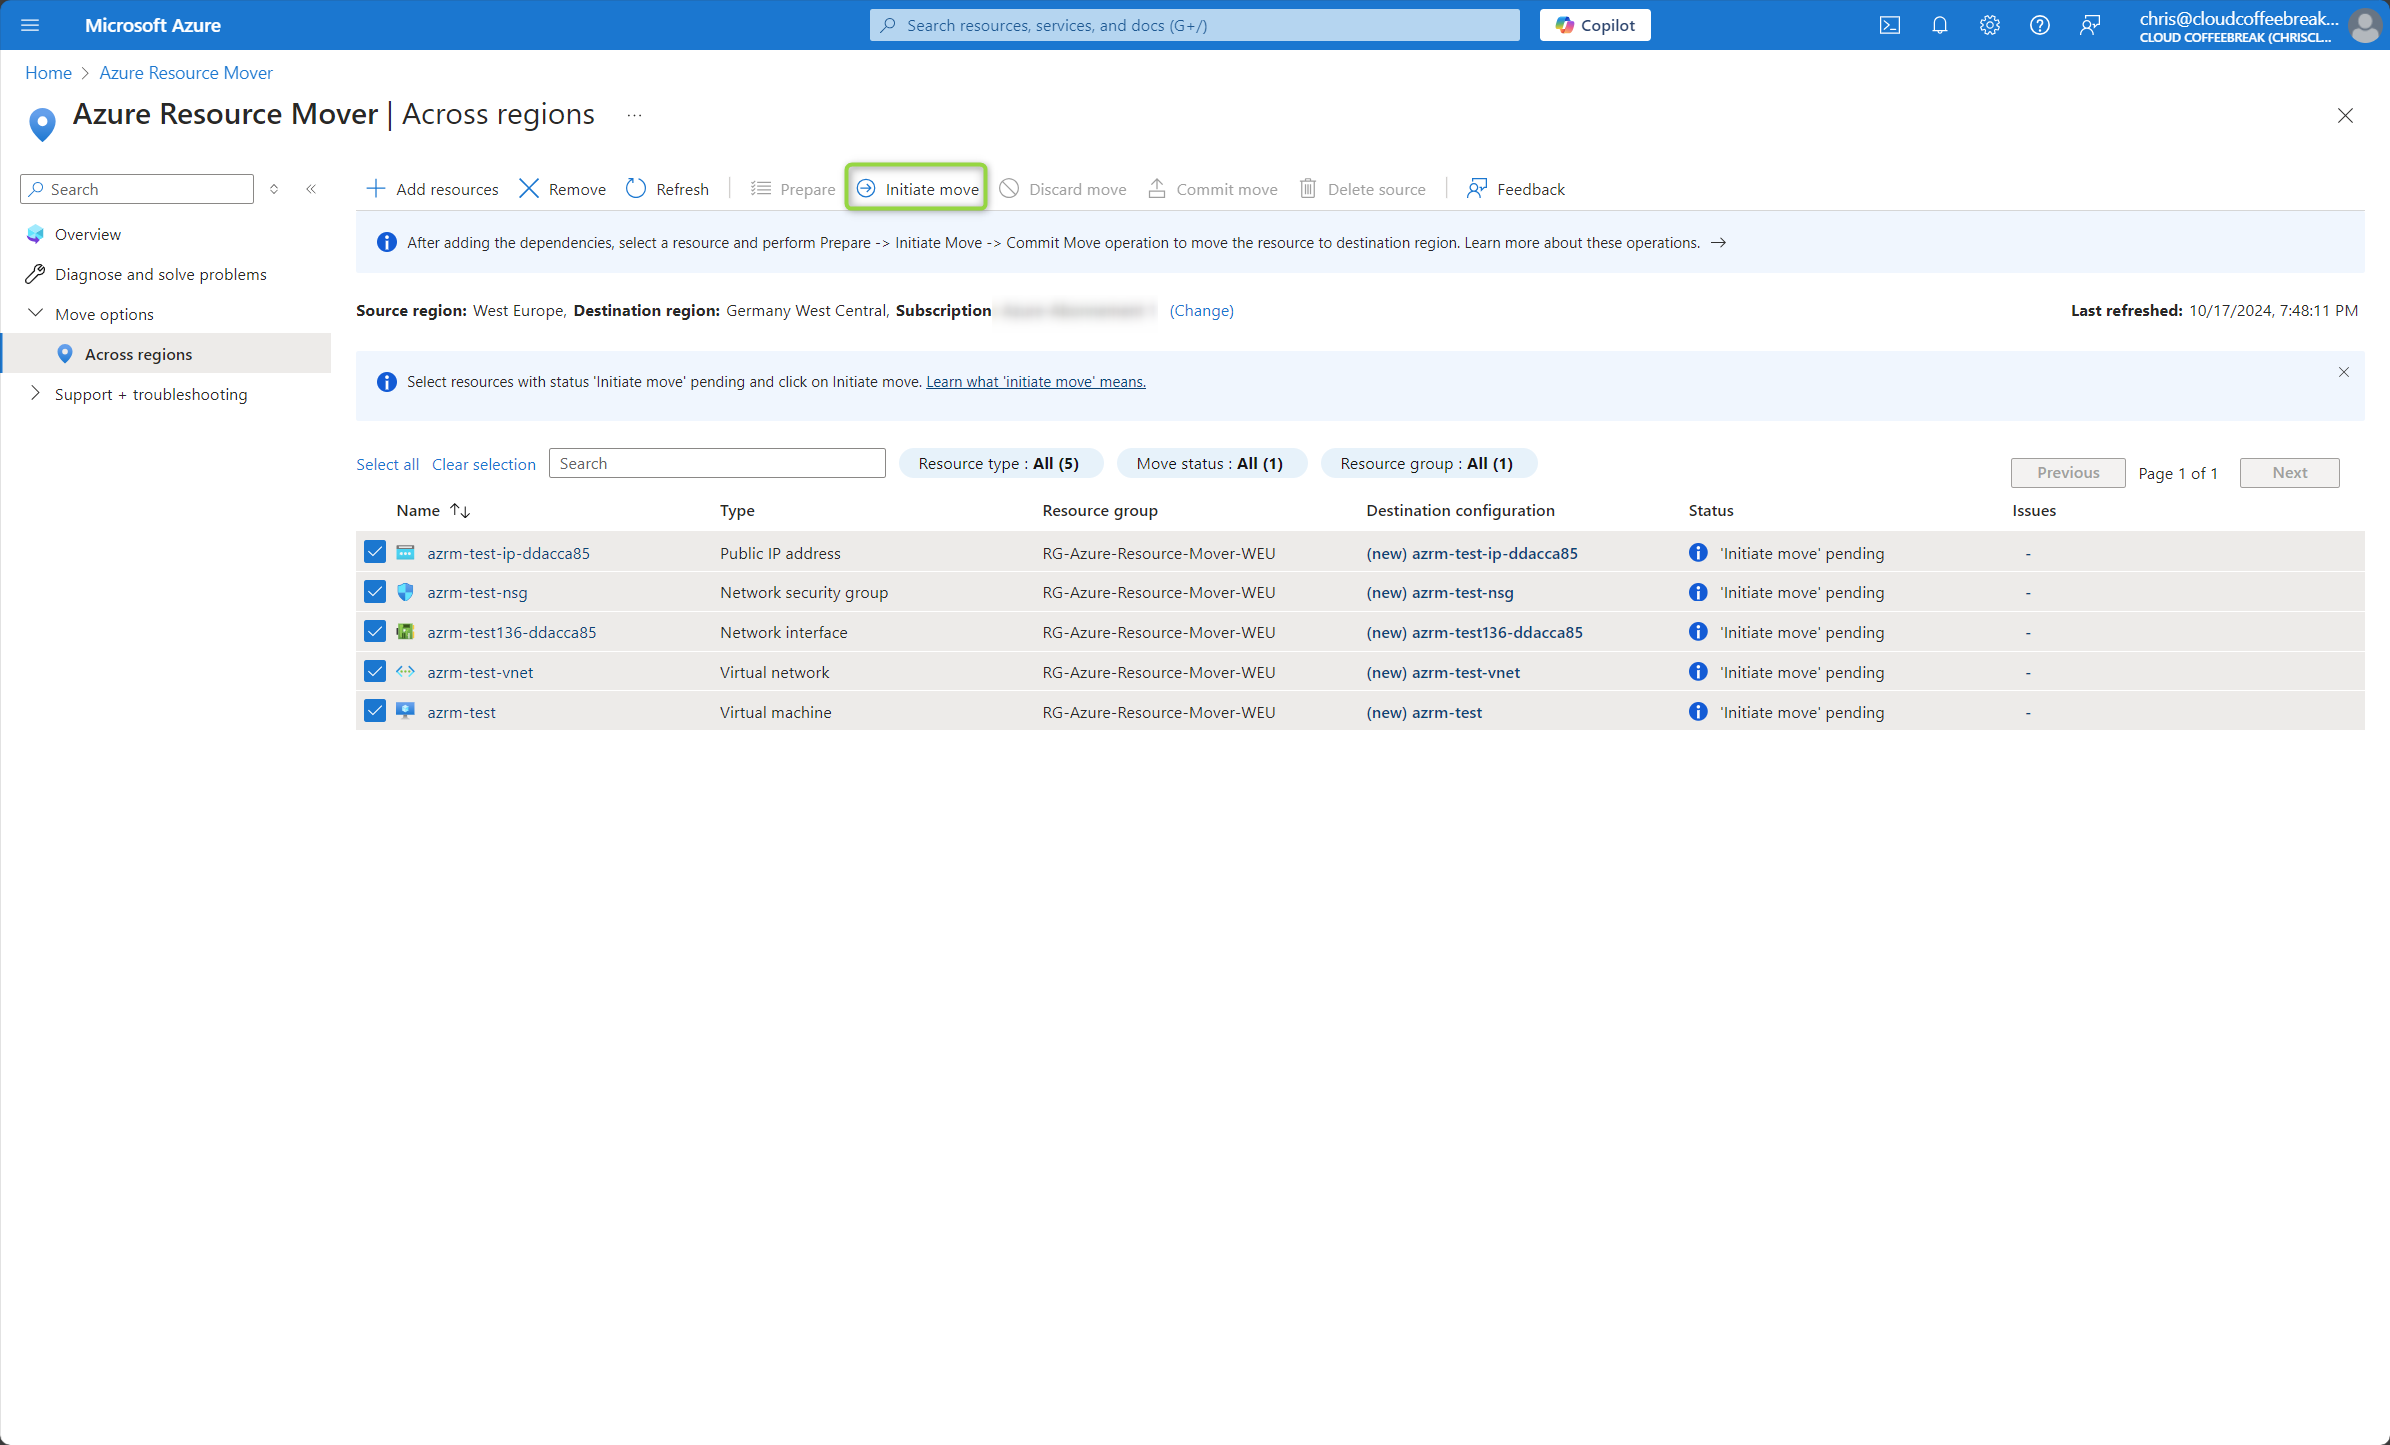 Microsoft Azure
Search resources, services, and docs (G+/)
Copilot
chris@cloudcoffeebreak...
CLOUD COFFEEBREAK (CHRISCL...
Home > Azure Resource Mover
Azure Resource Mover | Across regions ...
Search
Add resources Remove Refresh Prepare Initiate move Discard move Commit move Delete source Feedback
Overview
Diagnose and solve problems
Move options
Across regions
Support + troubleshooting
After adding the dependencies, select a resource and perform Prepare -> Initiate Move -> Commit Move operation to move the resource to destination region. Learn more about these operations. →
Source region: West Europe, Destination region: Germany West Central, Subscription (Change)
Last refreshed: 10/17/2024, 7:48:11 PM
Select resources with status 'Initiate move' pending and click on Initiate move. Learn what 'initiate move' means.
Select all Clear selection Search Resource type : All (5) Move status : All (1) Resource group : All (1)
Previous Page 1 of 1 Next
Name ↑↓ Type Resource group Destination configuration Status Issues
azrm-test-ip-ddacca85 Public IP address RG-Azure-Resource-Mover-WEU (new) azrm-test-ip-ddacca85 'Initiate move' pending -
azrm-test-nsg Network security group RG-Azure-Resource-Mover-WEU (new) azrm-test-nsg 'Initiate move' pending -
azrm-test136-ddacca85 Network interface RG-Azure-Resource-Mover-WEU (new) azrm-test136-ddacca85 'Initiate move' pending -
azrm-test-vnet Virtual network RG-Azure-Resource-Mover-WEU (new) azrm-test-vnet 'Initiate move' pending -
azrm-test Virtual machine RG-Azure-Resource-Mover-WEU (new) azrm-test 'Initiate move' pending -